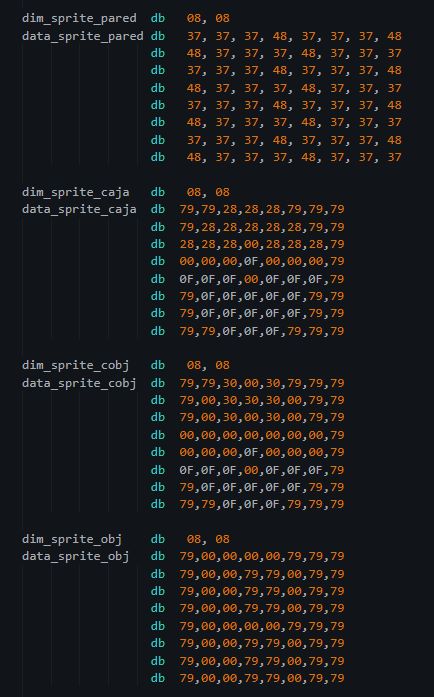 dim_sprite_pared db 08, 08
data_sprite_pared db 37, 37, 37, 48, 37, 37, 37, 48
db 48, 37, 37, 37, 48, 37, 37, 37
db 37, 37, 37, 48, 37, 37, 37, 48
db 48, 37, 37, 37, 48, 37, 37, 37
db 37, 37, 37, 48, 37, 37, 37, 48
db 48, 37, 37, 37, 48, 37, 37, 37
db 37, 37, 37, 48, 37, 37, 37, 48
db 48, 37, 37, 37, 48, 37, 37, 37
dim_sprite_caja db 08, 08
data_sprite_caja db 79,79,28,28,28,79,79,79
db 79,28,28,28,28,28,79,79
db 28,28,28,00,28,28,28,79
db 00,00,00,0F,00,00,00,79
db 0F,0F,0F,00,0F,0F,0F,79
db 79,0F,0F,0F,0F,0F,79,79
db 79,0F,0F,0F,0F,0F,79,79
db 79,79,0F,0F,0F,79,79,79
dim_sprite_cobj db 08, 08
data_sprite_cobj db 79,79,30,00,30,79,79,79
db 79,00,30,30,30,00,79,79
db 79,00,30,00,30,00,79,79
db 00,00,00,00,00,00,00,79
db 00,00,00,0F,00,00,00,79
db 0F,0F,0F,00,0F,0F,0F,79
db 79,0F,0F,0F,0F,0F,79,79
db 79,79,0F,0F,0F,79,79,79
dim_sprite_obj db 08, 08
data_sprite_obj db 79,00,00,00,00,79,79,79
db 79,00,00,79,79,00,79,79
db 79,00,00,79,79,00,79,79
db 79,00,00,79,79,00,79,79
db 79,00,00,00,00,79,79,79
db 79,00,00,79,79,00,79,79
db 79,00,00,79,79,00,79,79
db 79,00,00,79,79,00,79,79